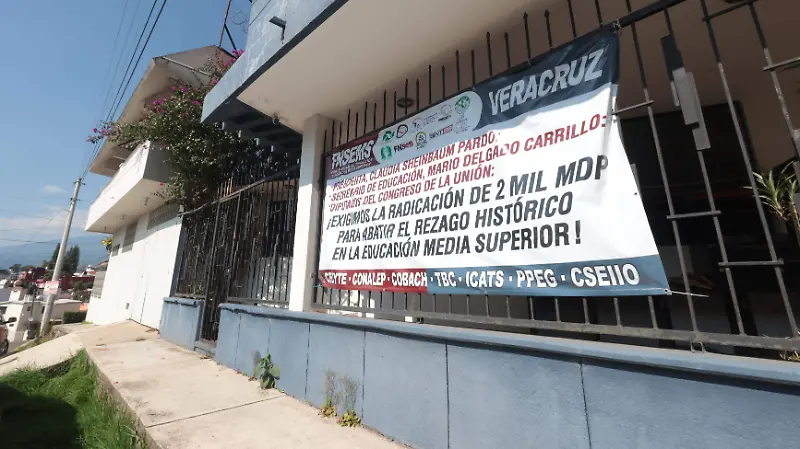 FNSEMS
VERACRUZ
PRESIDENTA, CLAUDIA SHEINBAUM PARDO:
SECRETARIO DE EDUCACIÓN, MARIO DELGADO CARRILLO:
DIPUTADOS DEL CONGRESO DE LA UNIÓN:
¡EXIGIMOS LA RADICACIÓN DE 2 MIL MDP
PARA ABATIR EL REZAGO HISTÓRICO
EN LA EDUCACIÓN MEDIA SUPERIOR!
CECYTE · CONALEP · COBACH · TBC · ICATS · PPEG · CSEIIO